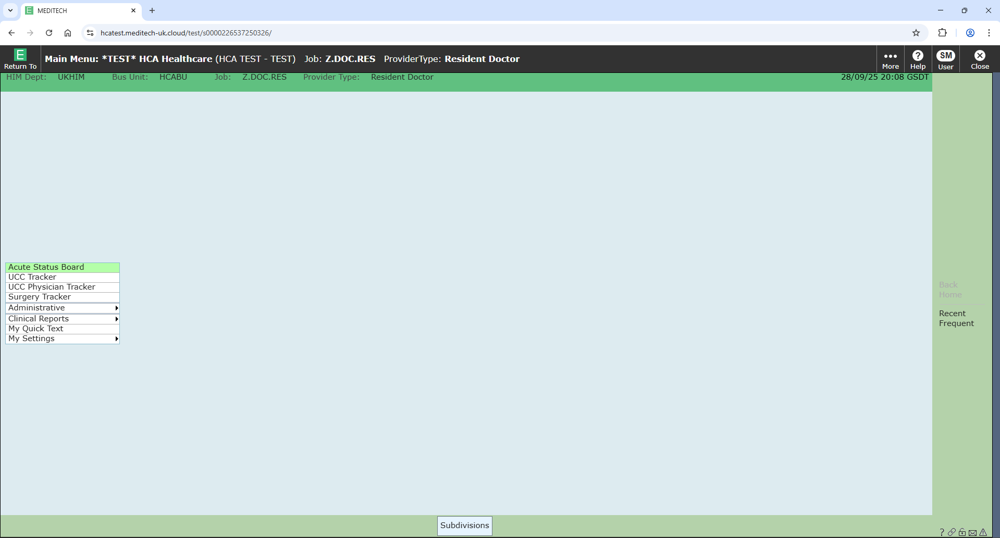 MEDITECH
hcatest.meditech-uk.cloud/test/s0000226537250326/
E
Return To
Main Menu: *TEST* HCA Healthcare (HCA TEST - TEST) Job: Z.DOC.RES ProviderType: Resident Doctor
More
? Help
SM User
Close
HIM Dept: UKHIM Bus Unit: HCABU Job: Z.DOC.RES Provider Type: Resident Doctor 28/09/25 20:08 GSDT
Acute Status Board
UCC Tracker
UCC Physician Tracker
Surgery Tracker
Administrative
Clinical Reports
My Quick Text
My Settings
Back
Home
Recent
Frequent
Subdivisions
?